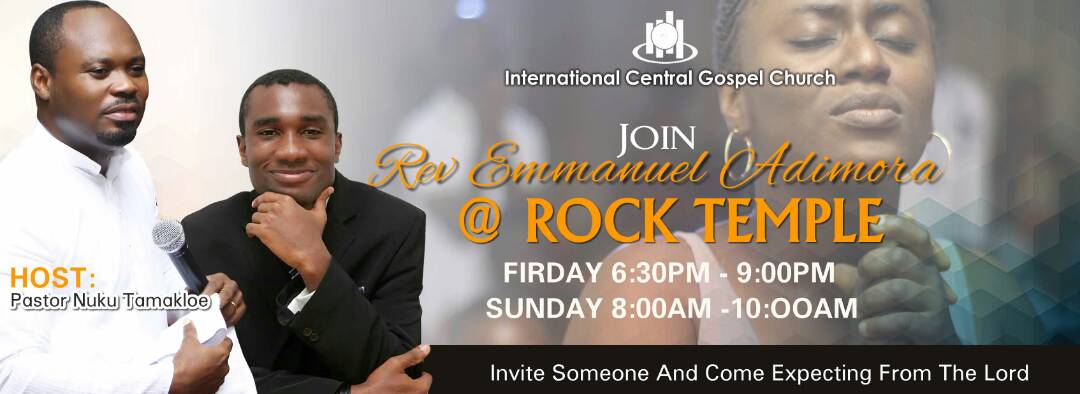 International Central Gospel Church
JOIN
Rev Emmanuel Adimora
@ ROCK TEMPLE
FIRDAY 6:30PM - 9:00PM
SUNDAY 8:00AM -10:OOAM
HOST:
Pastor Nuku Tamakloe
Invite Someone And Come Expecting From The Lord